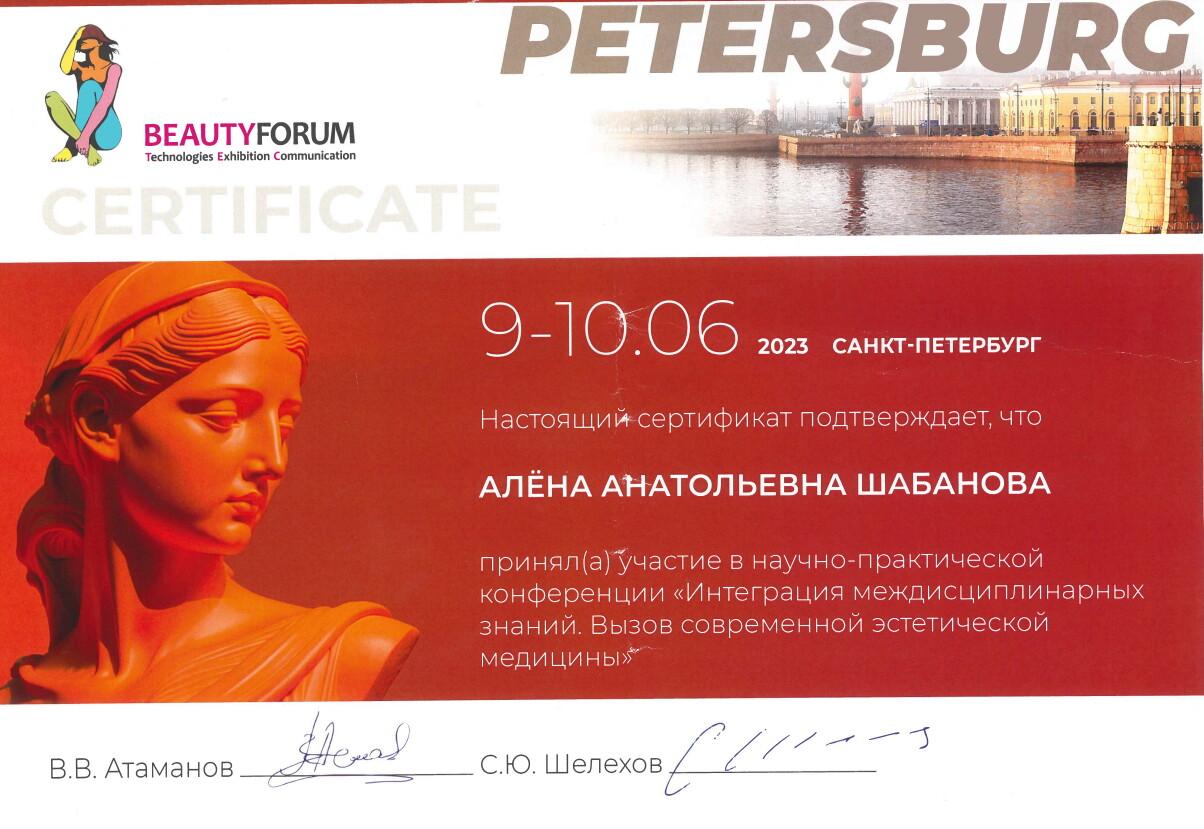 PETERSBURG
BEAUTYFORUM
Technologies Exhibition Communication
CERTIFICATE
9-10.06 2023 САНКТ-ПЕТЕРБУРГ
Настоящий сертификат подтверждает, что
АЛЁНА АНАТОЛЬЕВНА ШАБАНОВА
принял(а) участие в научно-практической
конференции «Интеграция междисциплинарных
знаний. Вызов современной эстетической
медицины»
В.В. Атаманов С.Ю. Шелехов